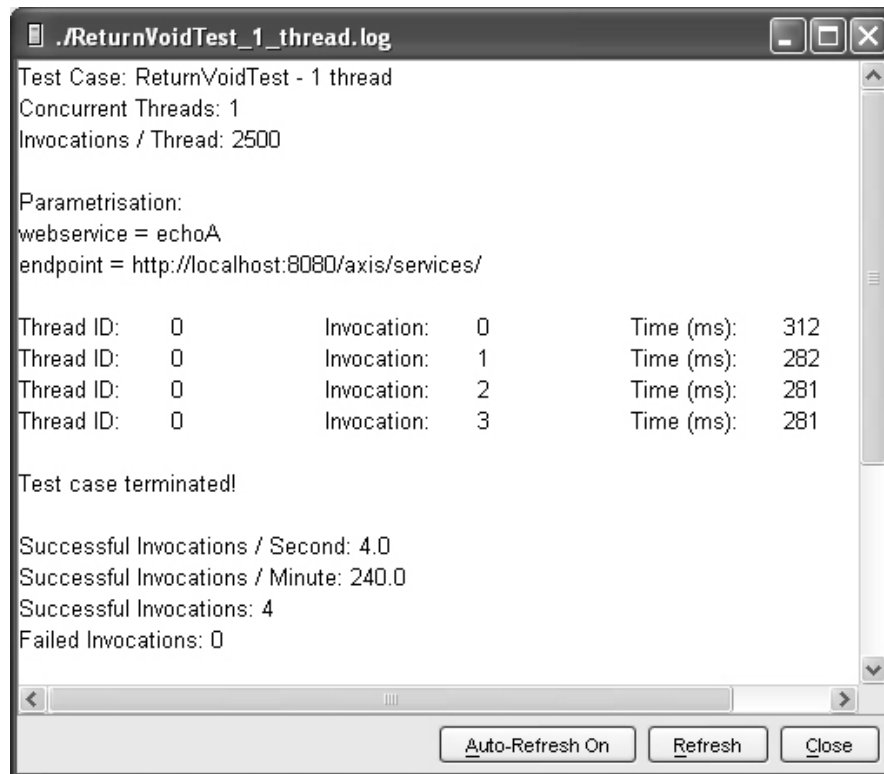 ./ReturnVoidTest_1_thread.log
Test Case: ReturnVoidTest - 1 thread
Concurrent Threads: 1
Invocations / Thread: 2500
Parametrisation:
webservice = echoA
endpoint = http://localhost:8080/axis/services/
Thread ID: 0 Invocation: 0 Time (ms): 312
Thread ID: 0 Invocation: 1 Time (ms): 282
Thread ID: 0 Invocation: 2 Time (ms): 281
Thread ID: 0 Invocation: 3 Time (ms): 281
Test case terminated!
Successful Invocations / Second: 4.0
Successful Invocations / Minute: 240.0
Successful Invocations: 4
Failed Invocations: 0
Auto-Refresh On Refresh Close